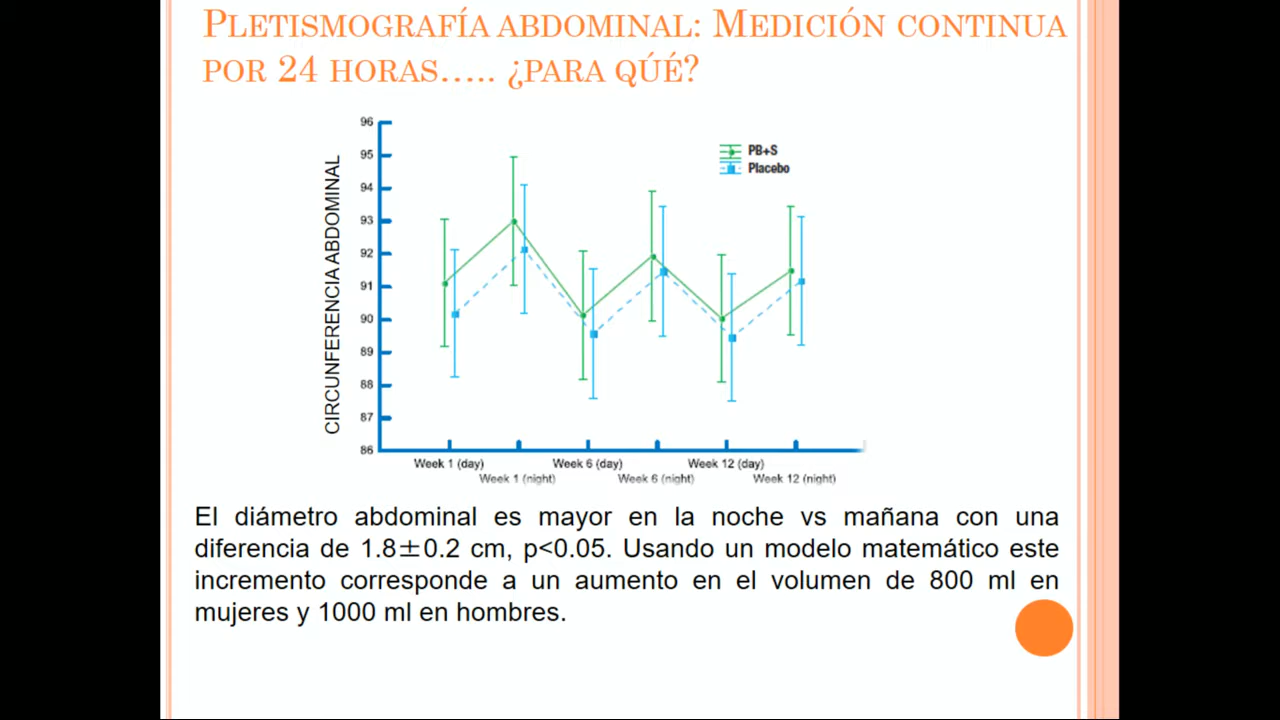 PLETISMOGRAFÍA ABDOMINAL: MEDICIÓN CONTINUA
POR 24 HORAS..... ¿PARA QÚÉ?
96
95
94
93
92
91
90
89
88
87
86
CIRCUNFERENCIA ABDOMINAL
PB+S
Placebo
Week 1 (day)
Week 1 (night)
Week 6 (day)
Week 6 (night)
Week 12 (day)
Week 12 (night)
El diámetro abdominal es mayor en la noche vs mañana con una
diferencia de 1.8±0.2 cm, p<0.05. Usando un modelo matemático este
incremento corresponde a un aumento en el volumen de 800 ml en
mujeres y 1000 ml en hombres.